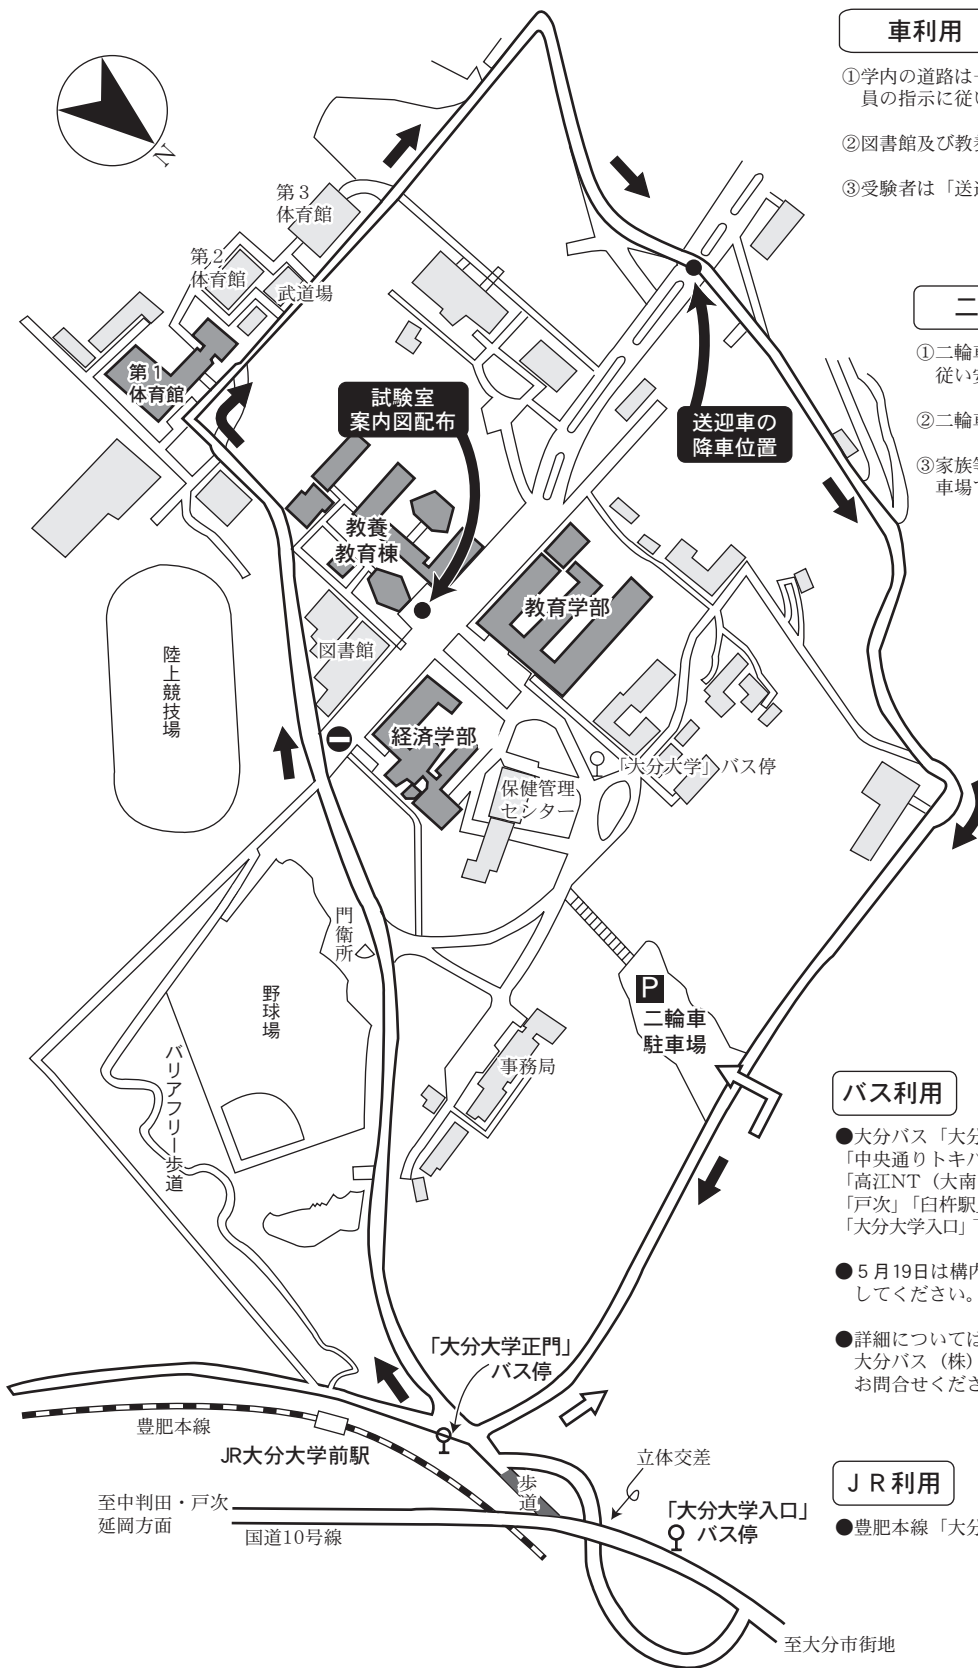 車利用
①学内の道路は
員の指示に従い
②図書館及び教養
③受験者は「送迎
二
①二輪車
従い
②二輪車
③家族等
車場
N
第3
体育館
第2
体育館
武道場
第1
体育館
試験室
案内図配布
送迎車の
降車位置
教養
教育棟
教育学部
図書館
陸上競技場
経済学部
「大分大学」バス停
保健管理
センター
門衛所
野球場
バリアフリー歩道
P
二輪車
駐車場
事務局
バス利用
●大分バス「大分
「中央通りトキハ
「高江NT（大南
「戸次」「臼杵駅」
「大分大学入口」
●5月19日は構内
してください。
●詳細については
大分バス（株）
お問合せくださ
「大分大学正門」
バス停
豊肥本線
JR大分大学前駅
歩道
立体交差
至中判田・戸次
延岡方面
国道10号線
「大分大学入口」
バス停
ＪＲ利用
●豊肥本線「大分
至大分市街地